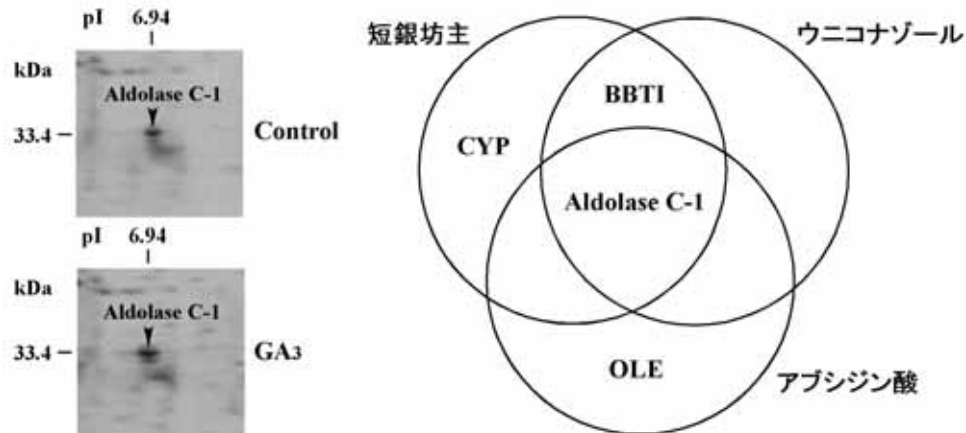 pI 6.94
kDa
Aldolase C-1
33.4
Control
pI 6.94
kDa
Aldolase C-1
33.4
GA3
短銀坊主
ウニコナゾール
BBTI
CYP
Aldolase C-1
OLE
アブシジン酸